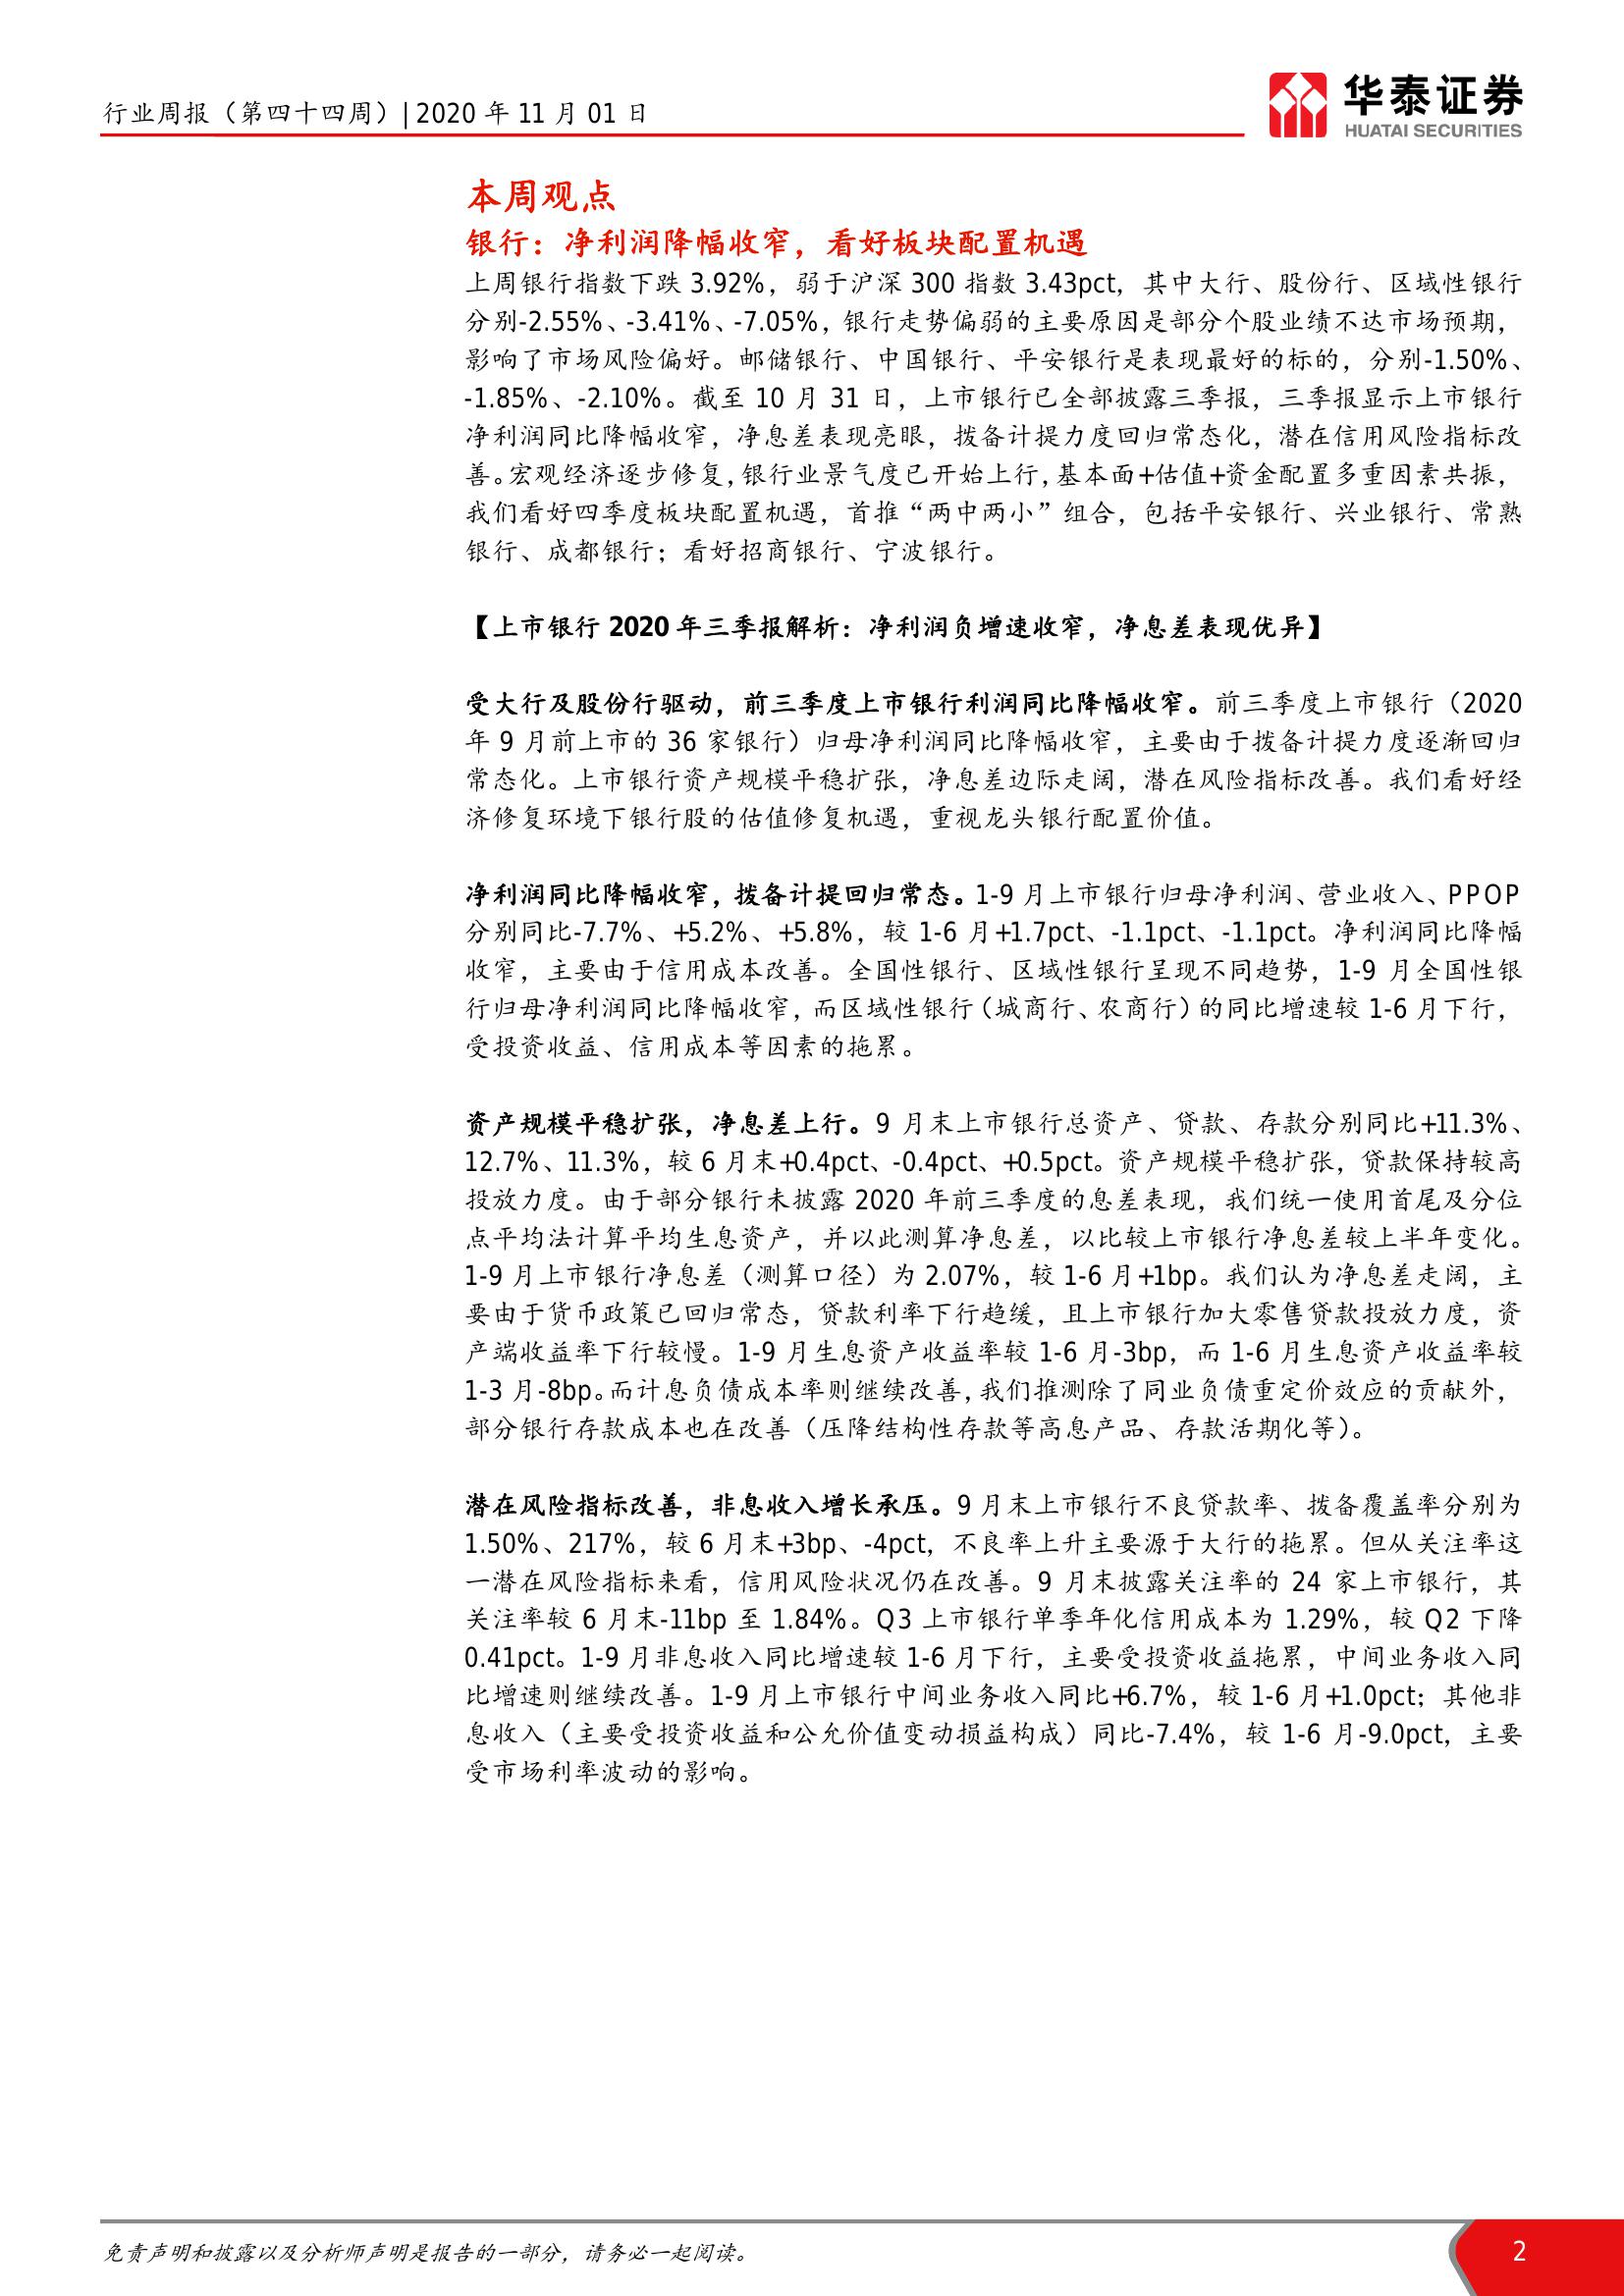 行业周报（第四十四周）| 2020 年 11 月 01 日
华泰证券
HUATAI SECURITIES
本周观点
银行：净利润降幅收窄，看好板块配置机遇
上周银行指数下跌 3.92%，弱于沪深 300 指数 3.43pct，其中大行、股份行、区域性银行
分别-2.55%、-3.41%、-7.05%，银行走势偏弱的主要原因是部分个股业绩不达市场预期，
影响了市场风险偏好。邮储银行、中国银行、平安银行是表现最好的标的，分别-1.50%、
-1.85%、-2.10%。截至 10 月 31 日，上市银行已全部披露三季报，三季报显示上市银行
净利润同比降幅收窄，净息差表现亮眼，拨备计提力度回归常态化，潜在信用风险指标改
善。宏观经济逐步修复，银行业景气度已开始上行，基本面+估值+资金配置多重因素共振，
我们看好四季度板块配置机遇，首推“两中两小”组合，包括平安银行、兴业银行、常熟
银行、成都银行；看好招商银行、宁波银行。
【上市银行 2020 年三季报解析：净利润负增速收窄，净息差表现优异】
受大行及股份行驱动，前三季度上市银行利润同比降幅收窄。前三季度上市银行（2020
年 9 月前上市的 36 家银行）归母净利润同比降幅收窄，主要由于拨备计提力度逐渐回归
常态化。上市银行资产规模平稳扩张，净息差边际走阔，潜在风险指标改善。我们看好经
济修复环境下银行股的估值修复机遇，重视龙头银行配置价值。
净利润同比降幅收窄，拨备计提回归常态。1-9 月上市银行归母净利润、营业收入、PPOP
分别同比-7.7%、+5.2%、+5.8%，较 1-6 月+1.7pct、-1.1pct、-1.1pct。净利润同比降幅
收窄，主要由于信用成本改善。全国性银行、区域性银行呈现不同趋势，1-9 月全国性银
行归母净利润同比降幅收窄，而区域性银行（城商行、农商行）的同比增速较 1-6 月下行，
受投资收益、信用成本等因素的拖累。
资产规模平稳扩张，净息差上行。9 月末上市银行总资产、贷款、存款分别同比+11.3%、
12.7%、11.3%，较 6 月末+0.4pct、-0.4pct、+0.5pct。资产规模平稳扩张，贷款保持较高
投放力度。由于部分银行未披露 2020 年前三季度的息差表现，我们统一使用首尾及分位
点平均法计算平均生息资产，并以此测算净息差，以比较上市银行净息差较上半年变化。
1-9 月上市银行净息差（测算口径）为 2.07%，较 1-6 月+1bp。我们认为净息差走阔，主
要由于货币政策已回归常态，贷款利率下行趋缓，且上市银行加大零售贷款投放力度，资
产端收益率下行较慢。1-9 月生息资产收益率较 1-6 月-3bp，而 1-6 月生息资产收益率较
1-3 月-8bp。而计息负债成本率则继续改善，我们推测除了同业负债重定价效应的贡献外，
部分银行存款成本也在改善（压降结构性存款等高息产品、存款活期化等）。
潜在风险指标改善，非息收入增长承压。9 月末上市银行不良贷款率、拨备覆盖率分别为
1.50%、217%，较 6 月末+3bp、-4pct，不良率上升主要源于大行的拖累。但从关注率这
一潜在风险指标来看，信用风险状况仍在改善。9 月末披露关注率的 24 家上市银行，其
关注率较 6 月末-11bp 至 1.84%。Q3 上市银行单季年化信用成本为 1.29%，较 Q2 下降
0.41pct。1-9 月非息收入同比增速较 1-6 月下行，主要受投资收益拖累，中间业务收入同
比增速则继续改善。1-9 月上市银行中间业务收入同比+6.7%，较 1-6 月+1.0pct；其他非
息收入（主要受投资收益和公允价值变动损益构成）同比-7.4%，较 1-6 月-9.0pct，主要
受市场利率波动的影响。
免责声明和披露以及分析师声明是报告的一部分，请务必一起阅读。
2